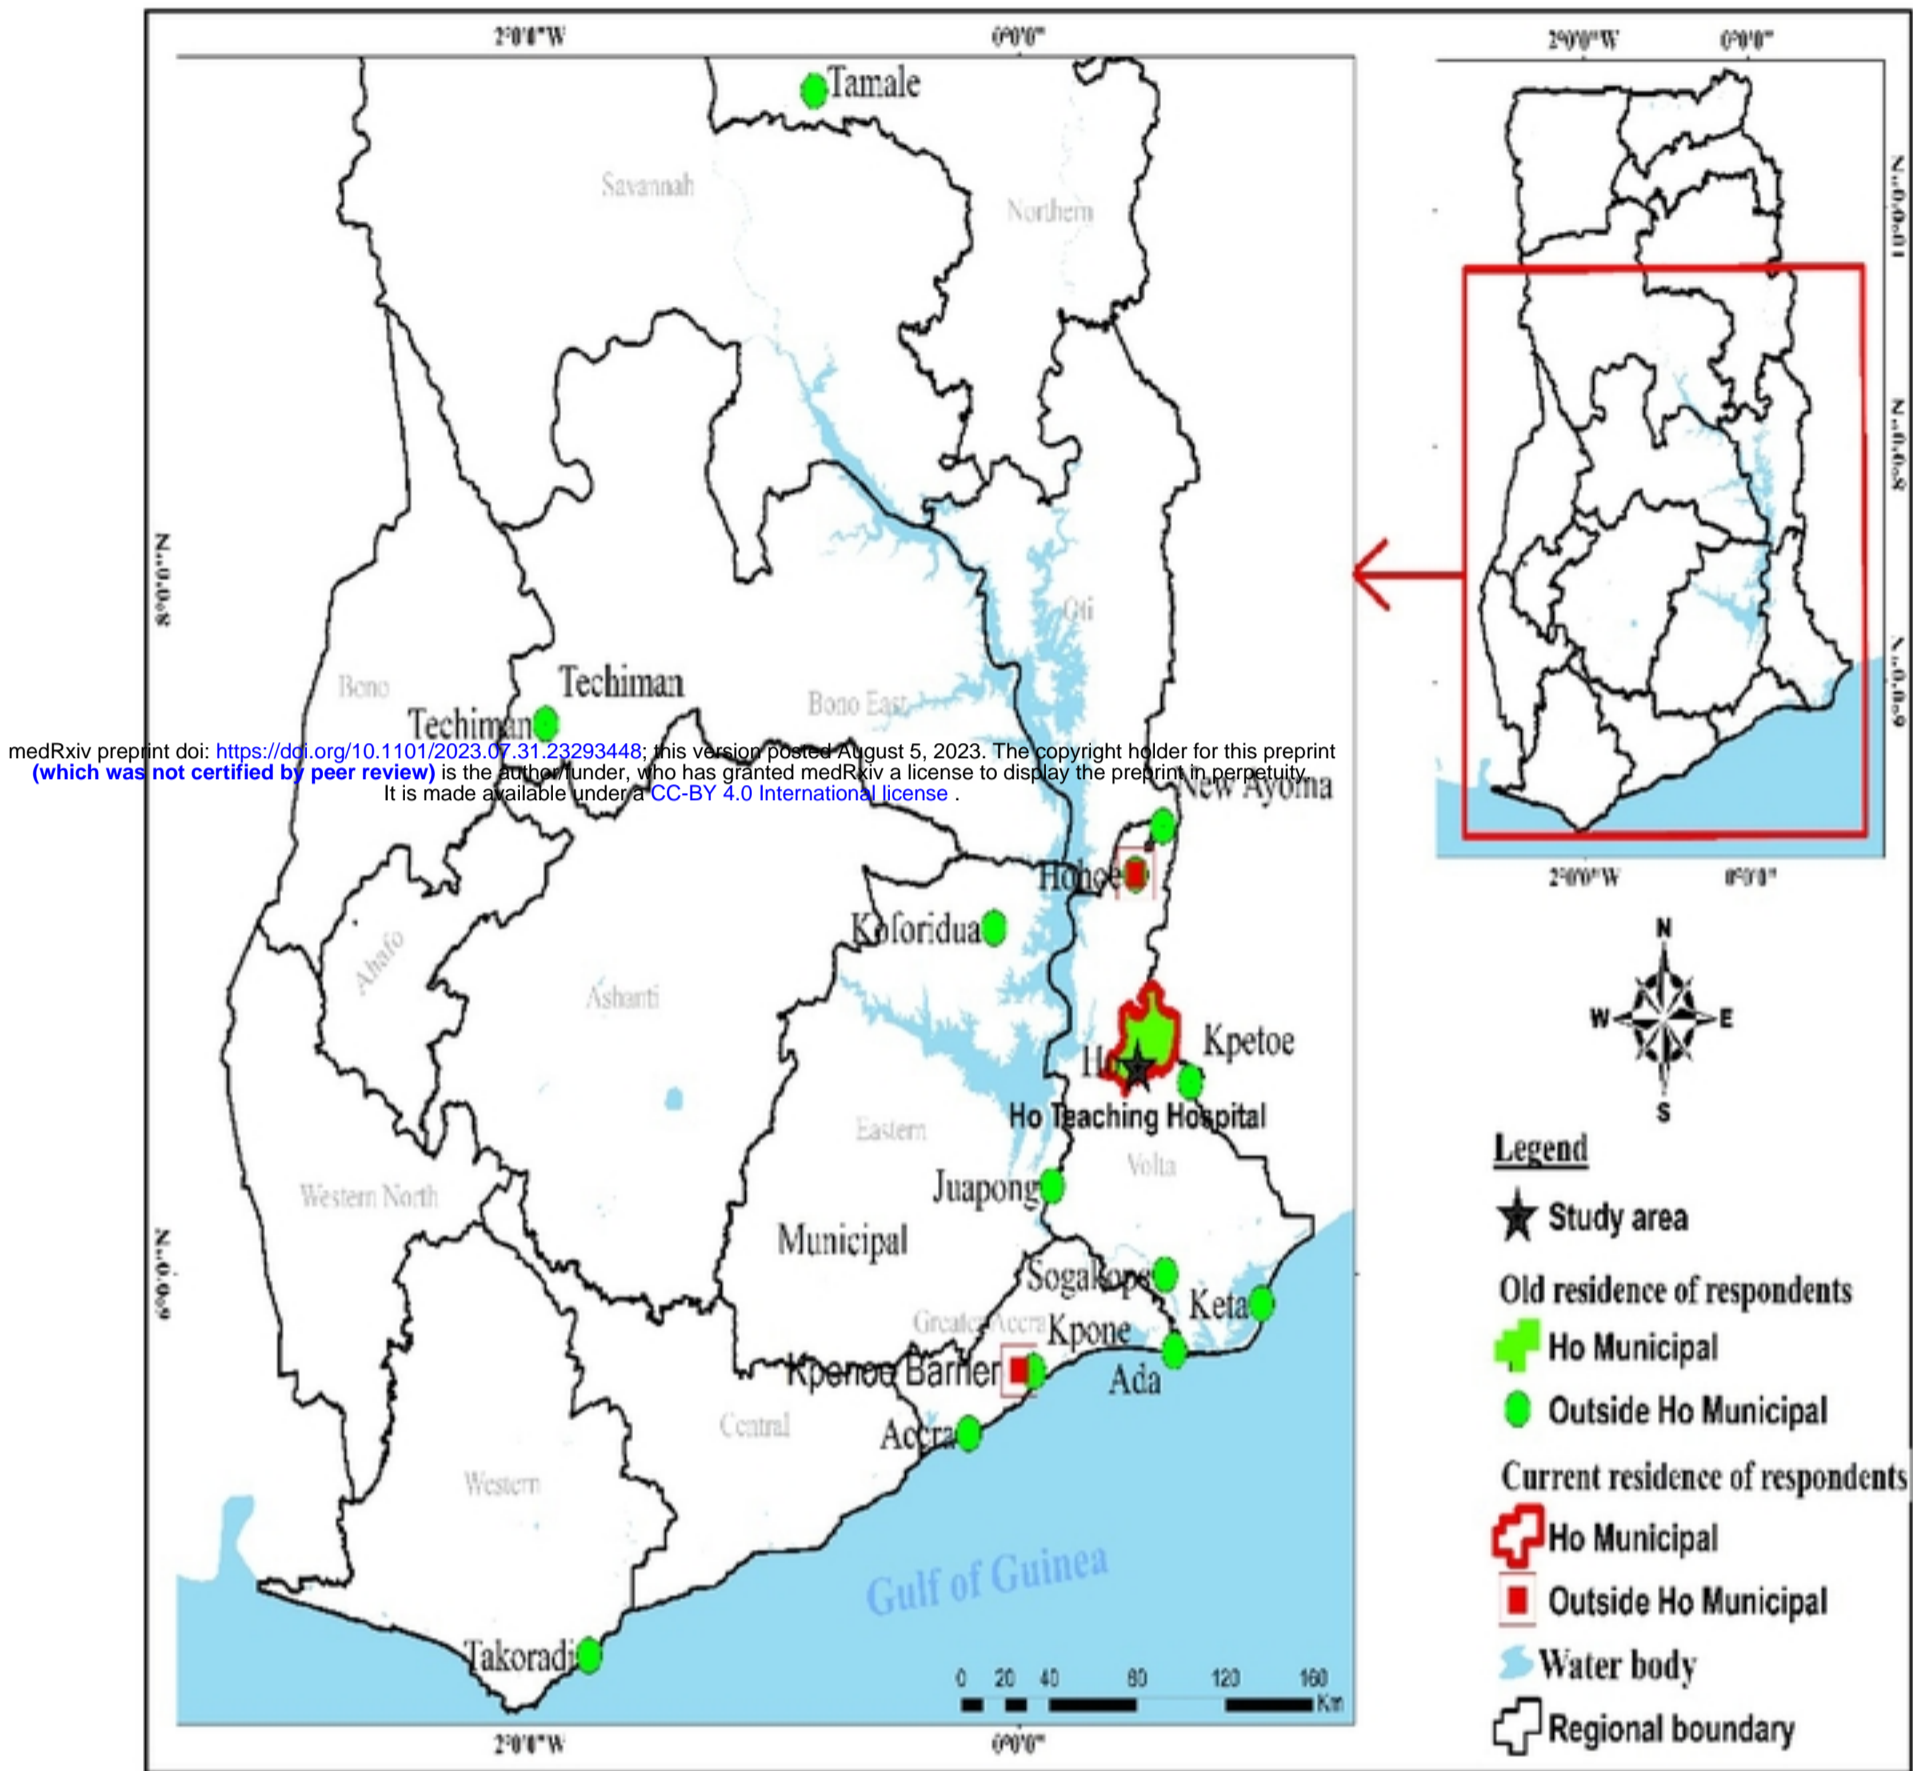 2°0'0"W 0°0'0"
2°0'0"W 0°0'0"
Tamale
Savannah
Northern
10°0'0"N
8°0'0"N
8°0'0"N
Oti
Techiman
Bono
Bono East
Techiman
6°0'0"N
medRxiv preprint doi: https://doi.org/10.1101/2023.07.31.23293448; this version posted August 5, 2023. The copyright holder for this preprint
(which was not certified by peer review) is the author/funder, who has granted medRxiv a license to display the preprint in perpetuity.
It is made available under a CC-BY 4.0 International license .
New Ayoma
Hohoe
2°0'0"W 0°0'0"
Koforidua
Ahafo
Ashanti
N
W E
S
Kpetoe
Ho
Ho Teaching Hospital
Eastern
Volta
Juapong
Western North
Municipal
6°0'0"N
Sogakope
Keta
Greater Accra
Kpone
Kpenoe Barrier
Ada
Central
Accra
Western
Gulf of Guinea
Takoradi
0 20 40 80 120 160
Km
2°0'0"W 0°0'0"
Legend
Study area
Old residence of respondents
Ho Municipal
Outside Ho Municipal
Current residence of respondents
Ho Municipal
Outside Ho Municipal
Water body
Regional boundary